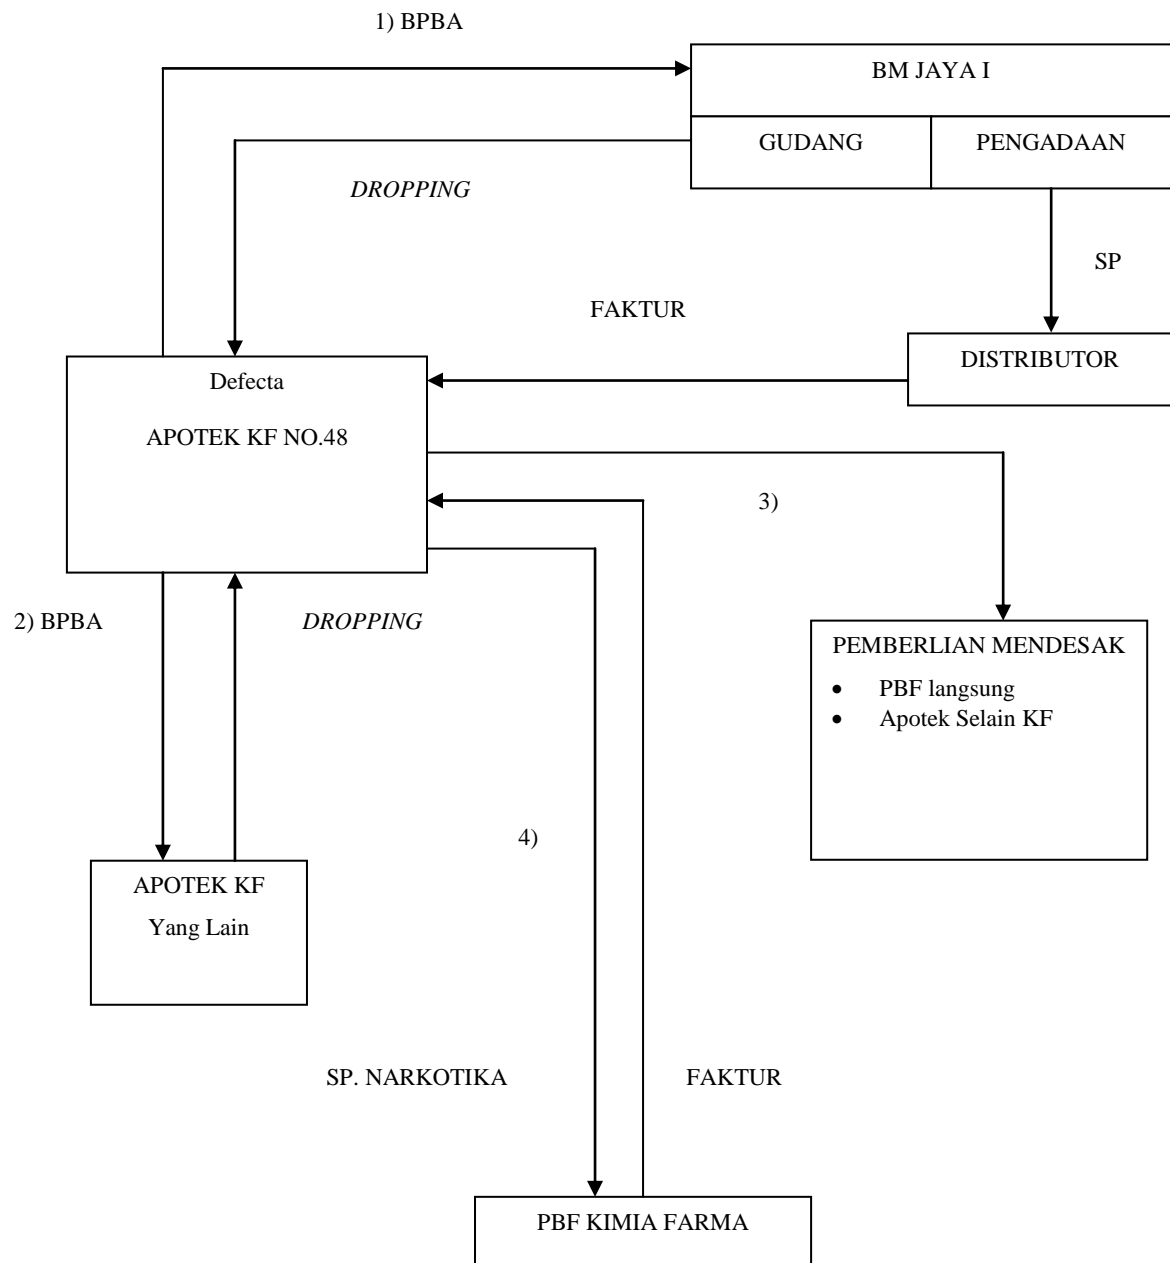 1) BPBA
BM JAYA I
GUDANG
PENGADAAN
DROPPING
SP
FAKTUR
DISTRIBUTOR
Defecta
APOTEK KF NO.48
3)
2) BPBA
DROPPING
PEMBERLIAN MENDESAK
• PBF langsung
• Apotek Selain KF
4)
APOTEK KF
Yang Lain
SP. NARKOTIKA
FAKTUR
PBF KIMIA FARMA